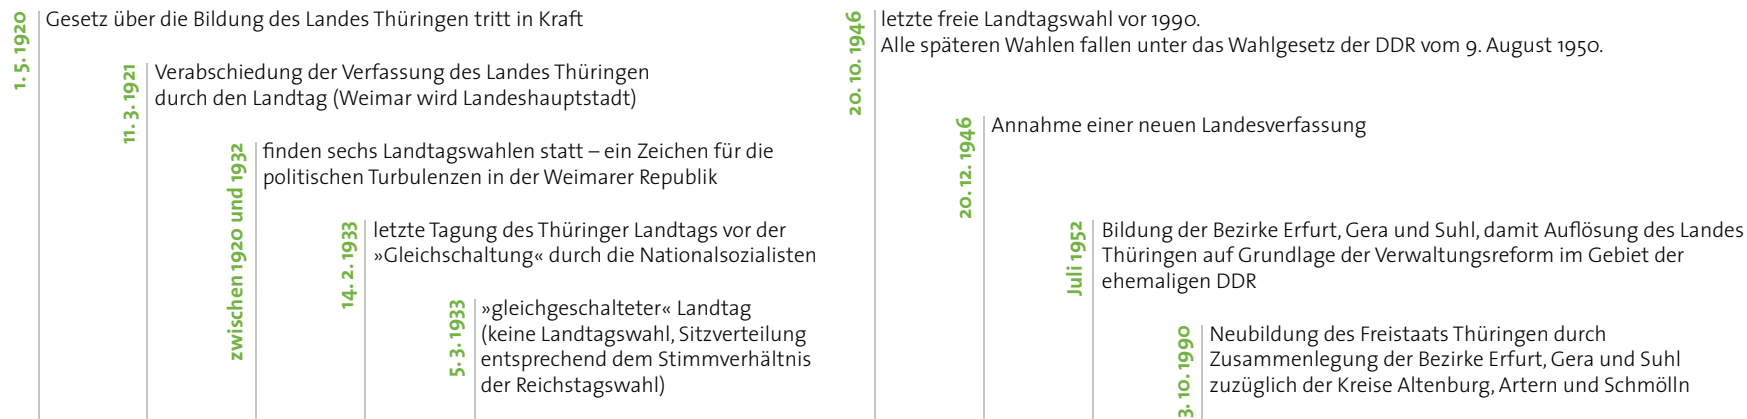 1. 5. 1920
Gesetz über die Bildung des Landes Thüringen tritt in Kraft
11. 3. 1921
Verabschiedung der Verfassung des Landes Thüringen
durch den Landtag (Weimar wird Landeshauptstadt)
zwischen 1920 und 1932
finden sechs Landtagswahlen statt – ein Zeichen für die
politischen Turbulenzen in der Weimarer Republik
14. 2. 1933
letzte Tagung des Thüringer Landtags vor der
»Gleichschaltung« durch die Nationalsozialisten
5. 3. 1933
»gleichgeschalteter« Landtag
(keine Landtagswahl, Sitzverteilung
entsprechend dem Stimmverhältnis
der Reichstagswahl)
20. 10. 1946
letzte freie Landtagswahl vor 1990.
Alle späteren Wahlen fallen unter das Wahlgesetz der DDR vom 9. August 1950.
20. 12. 1946
Annahme einer neuen Landesverfassung
Juli 1952
Bildung der Bezirke Erfurt, Gera und Suhl, damit Auflösung des Landes
Thüringen auf Grundlage der Verwaltungsreform im Gebiet der
ehemaligen DDR
3. 10. 1990
Neubildung des Freistaats Thüringen durch
Zusammenlegung der Bezirke Erfurt, Gera und Suhl
zuzüglich der Kreise Altenburg, Artern und Schmölln